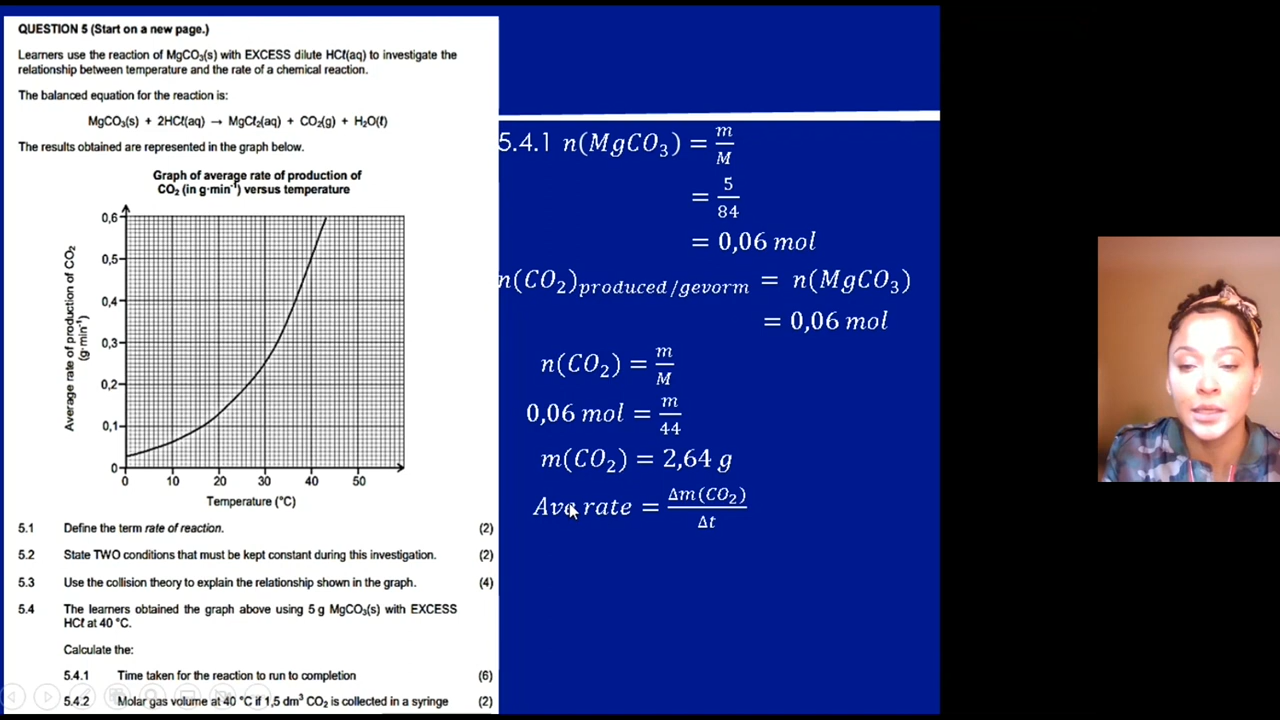 QUESTION 5 (Start on a new page.)
Learners use the reaction of MgCO₃(s) with EXCESS dilute HCℓ(aq) to investigate the
relationship between temperature and the rate of a chemical reaction.
The balanced equation for the reaction is:
MgCO₃(s) + 2HCℓ(aq) → MgCℓ₂(aq) + CO₂(g) + H₂O(ℓ)
The results obtained are represented in the graph below.
Graph of average rate of production of
CO₂ (in g·min⁻¹) versus temperature
Average rate of production of CO₂
(g·min⁻¹)
0,6
0,5
0,4
0,3
0,2
0,1
0
0 10 20 30 40 50
Temperature (°C)
5.1 Define the term rate of reaction. (2)
5.2 State TWO conditions that must be kept constant during this investigation. (2)
5.3 Use the collision theory to explain the relationship shown in the graph. (4)
5.4 The learners obtained the graph above using 5 g MgCO₃(s) with EXCESS
HCℓ at 40 °C.
Calculate the:
5.4.1 Time taken for the reaction to run to completion (6)
5.4.2 Molar gas volume at 40 °C if 1,5 dm³ CO₂ is collected in a syringe (2)
5.4.1 n(MgCO₃) = m/M
= 5/84
= 0,06 mol
n(CO₂)produced/gevorm = n(MgCO₃)
= 0,06 mol
n(CO₂) = m/M
0,06 mol = m/44
m(CO₂) = 2,64 g
Ave rate = Δm(CO₂)/Δt